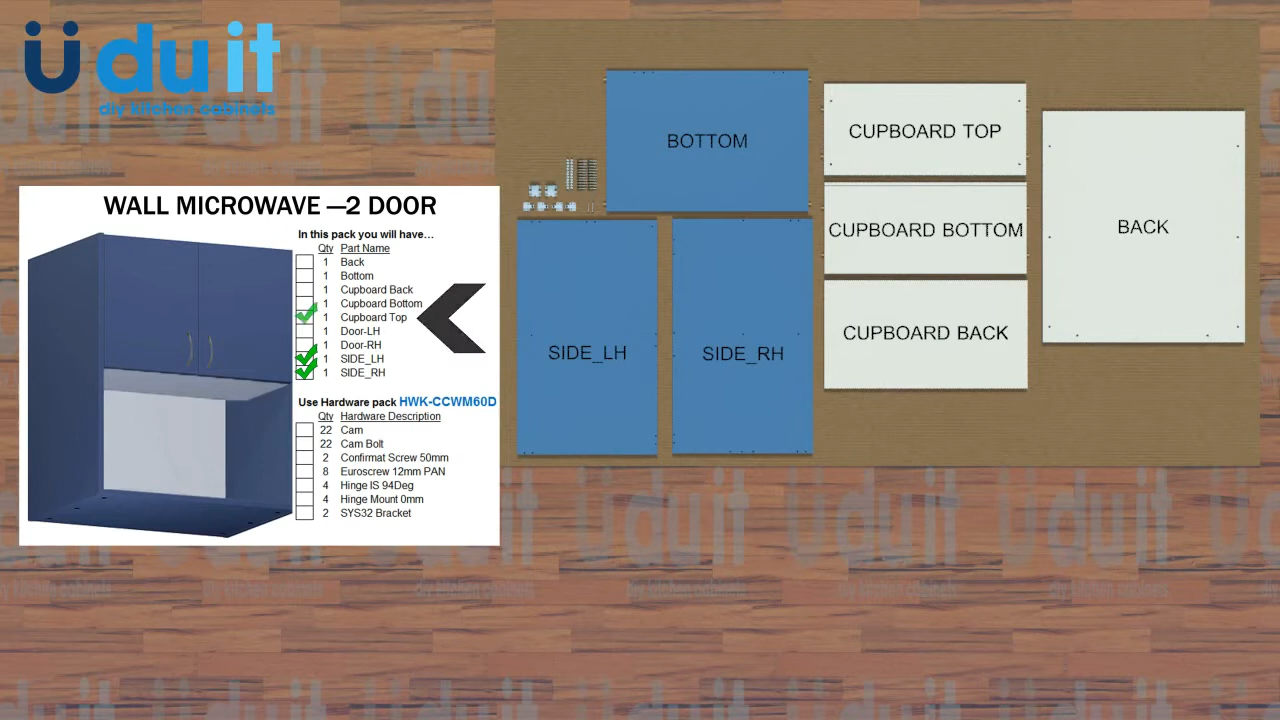 Üduit
diy kitchen cabinets
WALL MICROWAVE —2 DOOR
In this pack you will have…
Qty Part Name
1 Back
1 Bottom
1 Cupboard Back
1 Cupboard Bottom
1 Cupboard Top
1 Door-LH
1 Door-RH
1 SIDE_LH
1 SIDE_RH
Use Hardware pack HWK-CCWM60D
Qty Hardware Description
22 Cam
22 Cam Bolt
2 Confirmat Screw 50mm
8 Euroscrew 12mm PAN
4 Hinge IS 94Deg
4 Hinge Mount 0mm
2 SYS32 Bracket
BOTTOM
SIDE_LH
SIDE_RH
CUPBOARD TOP
CUPBOARD BOTTOM
CUPBOARD BACK
BACK